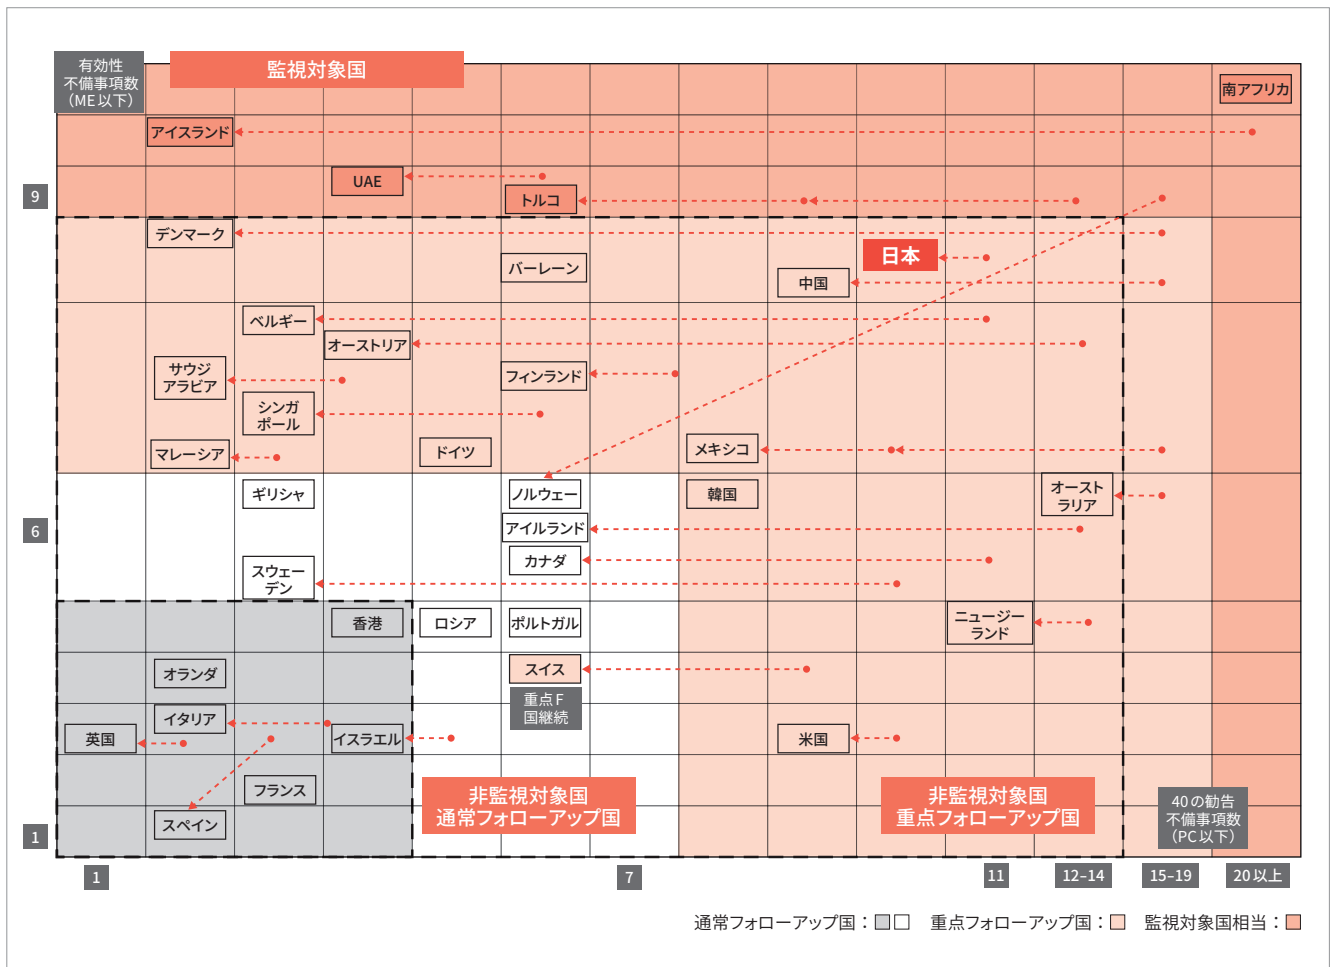 有効性
不備事項数
（ME以下）
監視対象国
南アフリカ
アイスランド
UAE
9
トルコ
デンマーク
日本
バーレーン
中国
ベルギー
オーストリア
サウジ
アラビア
フィンランド
シンガ
ポール
マレーシア
ドイツ
メキシコ
ギリシャ
ノルウェー
韓国
オースト
ラリア
6
アイルランド
カナダ
スウェー
デン
香港
ロシア
ポルトガル
ニュージー
ランド
オランダ
スイス
重点F
国継続
イタリア
英国
イスラエル
米国
フランス
非監視対象国
通常フォローアップ国
非監視対象国
重点フォローアップ国
40の勧告
不備事項数
（PC以下）
スペイン
1
1
7
11
12–14
15–19
20以上
通常フォローアップ国：
重点フォローアップ国：
監視対象国相当：